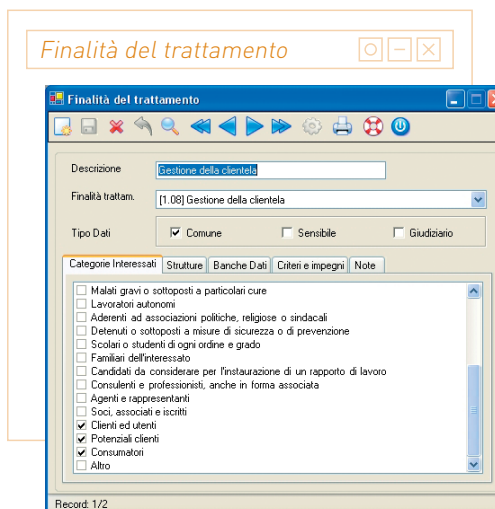 Finalità del trattamento
Finalità del trattamento
Descrizione Gestione della clientela
Finalità trattam. [1.08] Gestione della clientela
Tipo Dati Comune Sensibile Giudiziario
Categorie Interessati Strutture Banche Dati Criteri e impegni Note
Malati gravi o sottoposti a particolari cure
Lavoratori autonomi
Aderenti ad associazioni politiche, religiose o sindacali
Detenuti o sottoposti a misure di sicurezza o di prevenzione
Scolari o studenti di ogni ordine e grado
Familiari dell'interessato
Candidati da considerare per l'instaurazione di un rapporto di lavoro
Consulenti e professionisti, anche in forma associata
Agenti e rappresentanti
Soci, associati e iscritti
Clienti ed utenti
Potenziali clienti
Consumatori
Altro
Record: 1/2